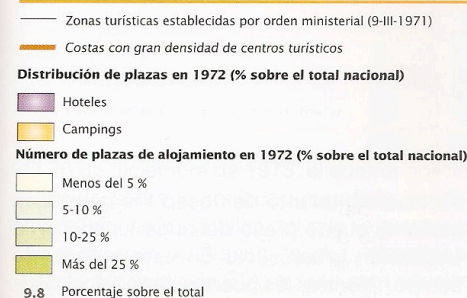 Zonas turísticas establecidas por orden ministerial (9-III-1971)
Costas con gran densidad de centros turísticos
Distribución de plazas en 1972 (% sobre el total nacional)
Hoteles
Campings
Número de plazas de alojamiento en 1972 (% sobre el total nacional)
Menos del 5 %
5-10 %
10-25 %
Más del 25 %
9.8 Porcentaje sobre el total